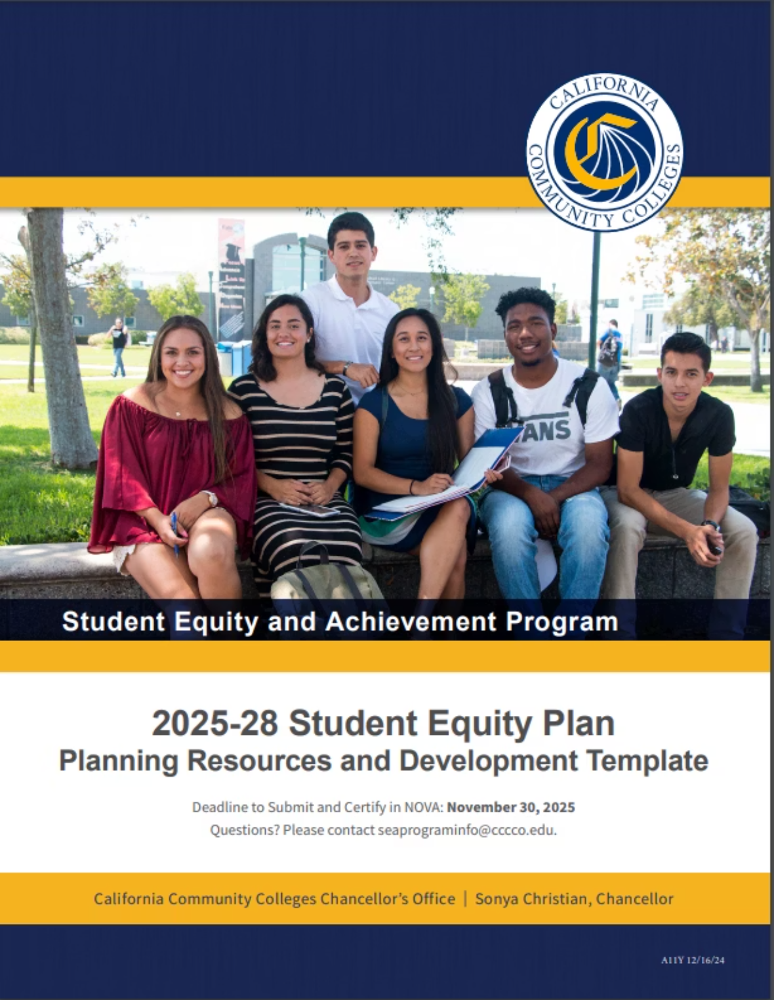 CALIFORNIA
COMMUNITY COLLEGES
VANS
Student Equity and Achievement Program
2025-28 Student Equity Plan
Planning Resources and Development Template
Deadline to Submit and Certify in NOVA: November 30, 2025
Questions? Please contact seaprograminfo@cccco.edu.
California Community Colleges Chancellor’s Office | Sonya Christian, Chancellor
A11Y 12/16/24